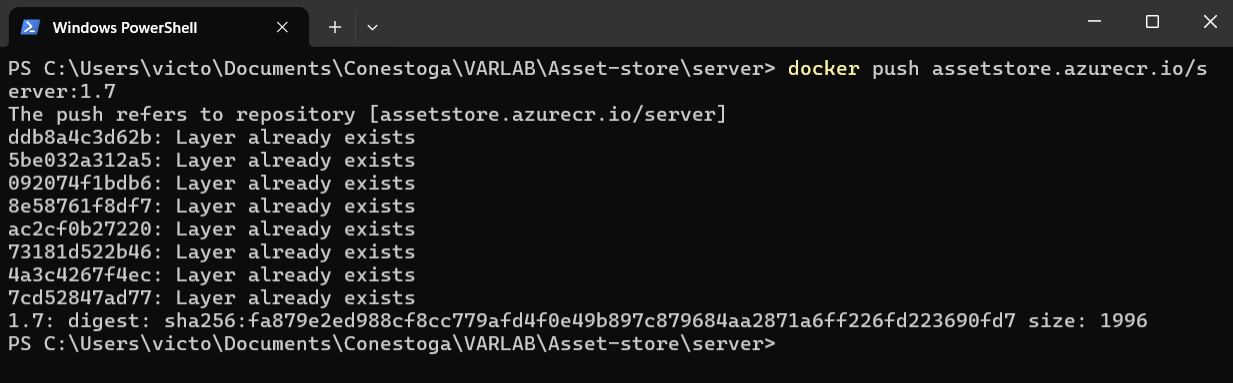 Windows PowerShell
PS C:\Users\victo\Documents\Conestoga\VARLAB\Asset-store\server> docker push assetstore.azurecr.io/s
erver:1.7
The push refers to repository [assetstore.azurecr.io/server]
ddb8a4c3d62b: Layer already exists
5be032a312a5: Layer already exists
092074f1bdb6: Layer already exists
8e58761f8df7: Layer already exists
ac2cf0b27220: Layer already exists
73181d522b46: Layer already exists
4a3c4267f4ec: Layer already exists
7cd52847ad77: Layer already exists
1.7: digest: sha256:fa879e2ed988cf8cc779afd4f0e49b897c879684aa2871a6ff226fd223690fd7 size: 1996
PS C:\Users\victo\Documents\Conestoga\VARLAB\Asset-store\server>